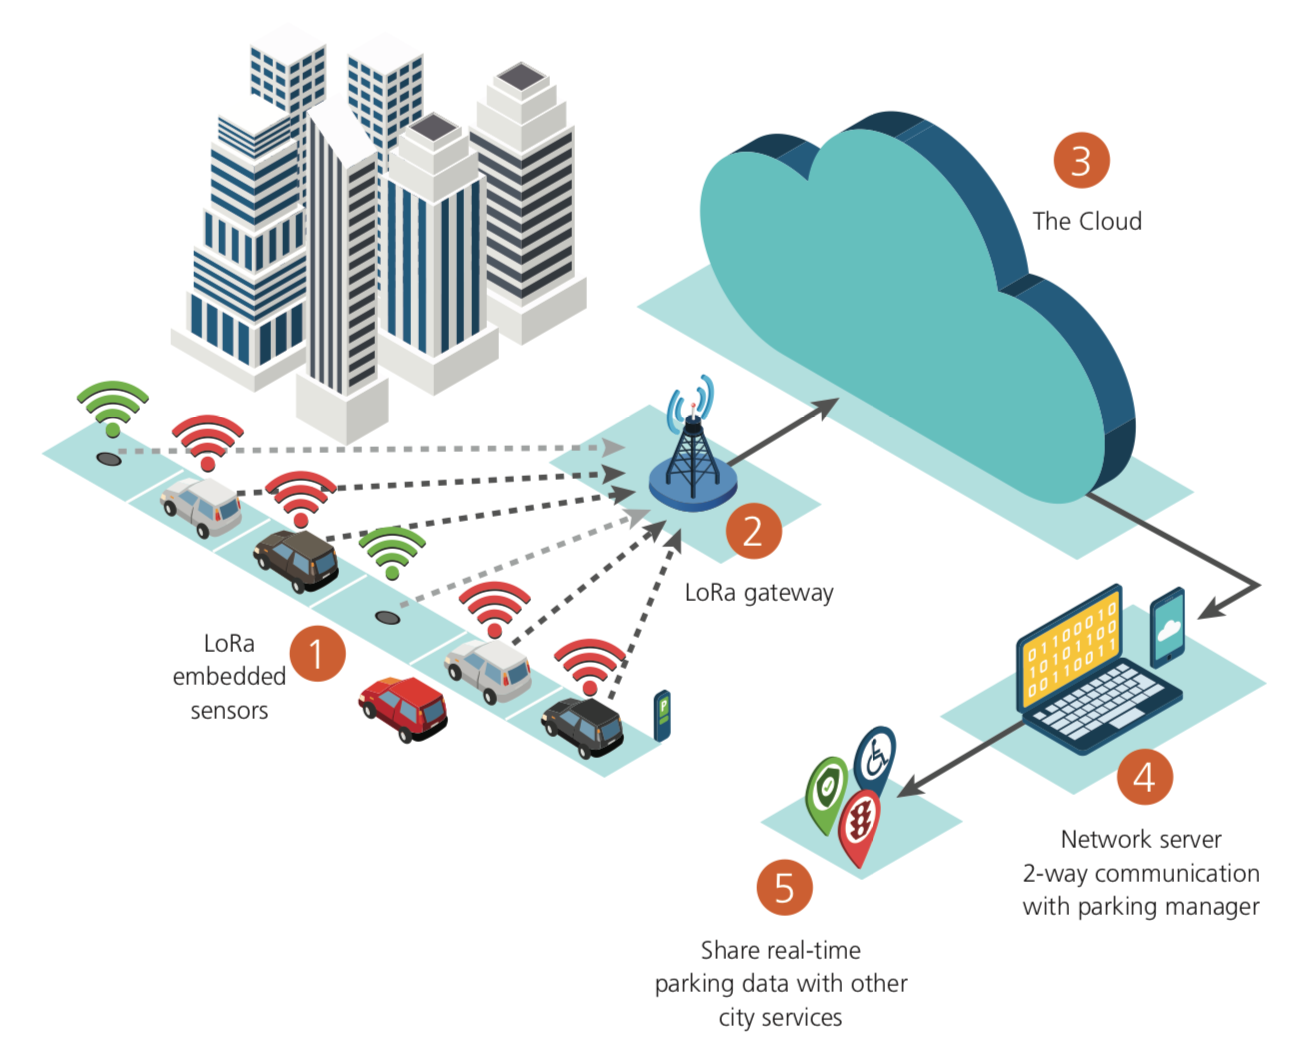 3
The Cloud
2
LoRa gateway
1
LoRa
embedded
sensors
P
01100010
10101100
00110011
4
Network server
2-way communication
with parking manager
5
Share real-time
parking data with other
city services